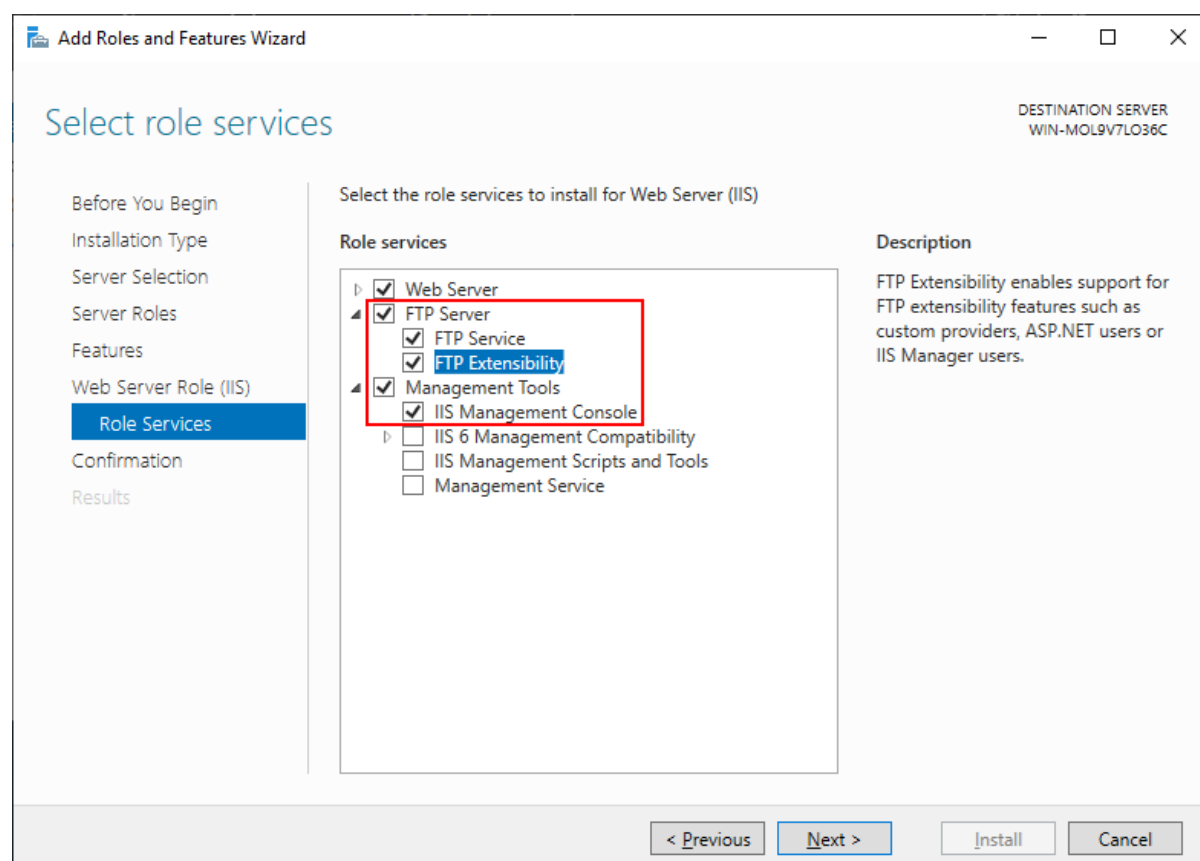 Add Roles and Features Wizard
Select role services
DESTINATION SERVER
WIN-MOL9V7LO36C
Before You Begin
Installation Type
Server Selection
Server Roles
Features
Web Server Role (IIS)
Role Services
Confirmation
Results
Select the role services to install for Web Server (IIS)
Role services
Web Server
FTP Server
FTP Service
FTP Extensibility
Management Tools
IIS Management Console
IIS 6 Management Compatibility
IIS Management Scripts and Tools
Management Service
Description
FTP Extensibility enables support for
FTP extensibility features such as
custom providers, ASP.NET users or
IIS Manager users.
< Previous
Next >
Install
Cancel